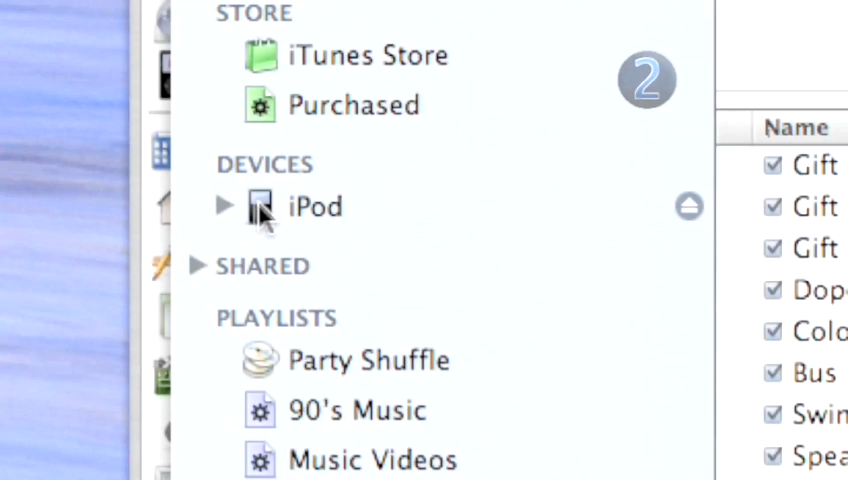 STORE
iTunes Store
2
Purchased
DEVICES
iPod
SHARED
PLAYLISTS
Party Shuffle
90's Music
Music Videos
Name
Gift
Gift
Gift
Dop
Colo
Bus
Swin
Spea